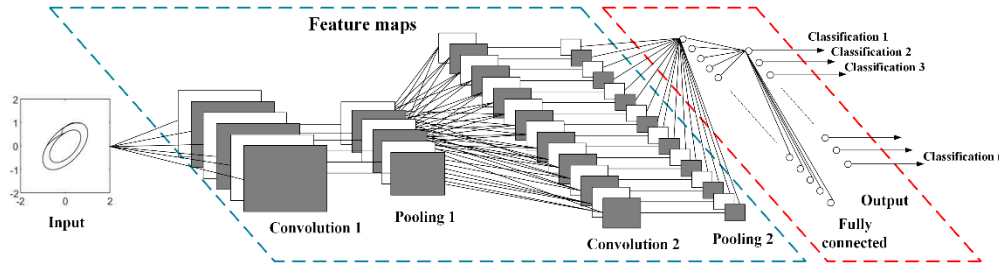 Feature maps
Classification 1
Classification 2
Classification 3
2
1
0
-1
-2
-2
0
2
Input
Convolution 1
Pooling 1
Convolution 2
Pooling 2
Fully
connected
Output
Classification n